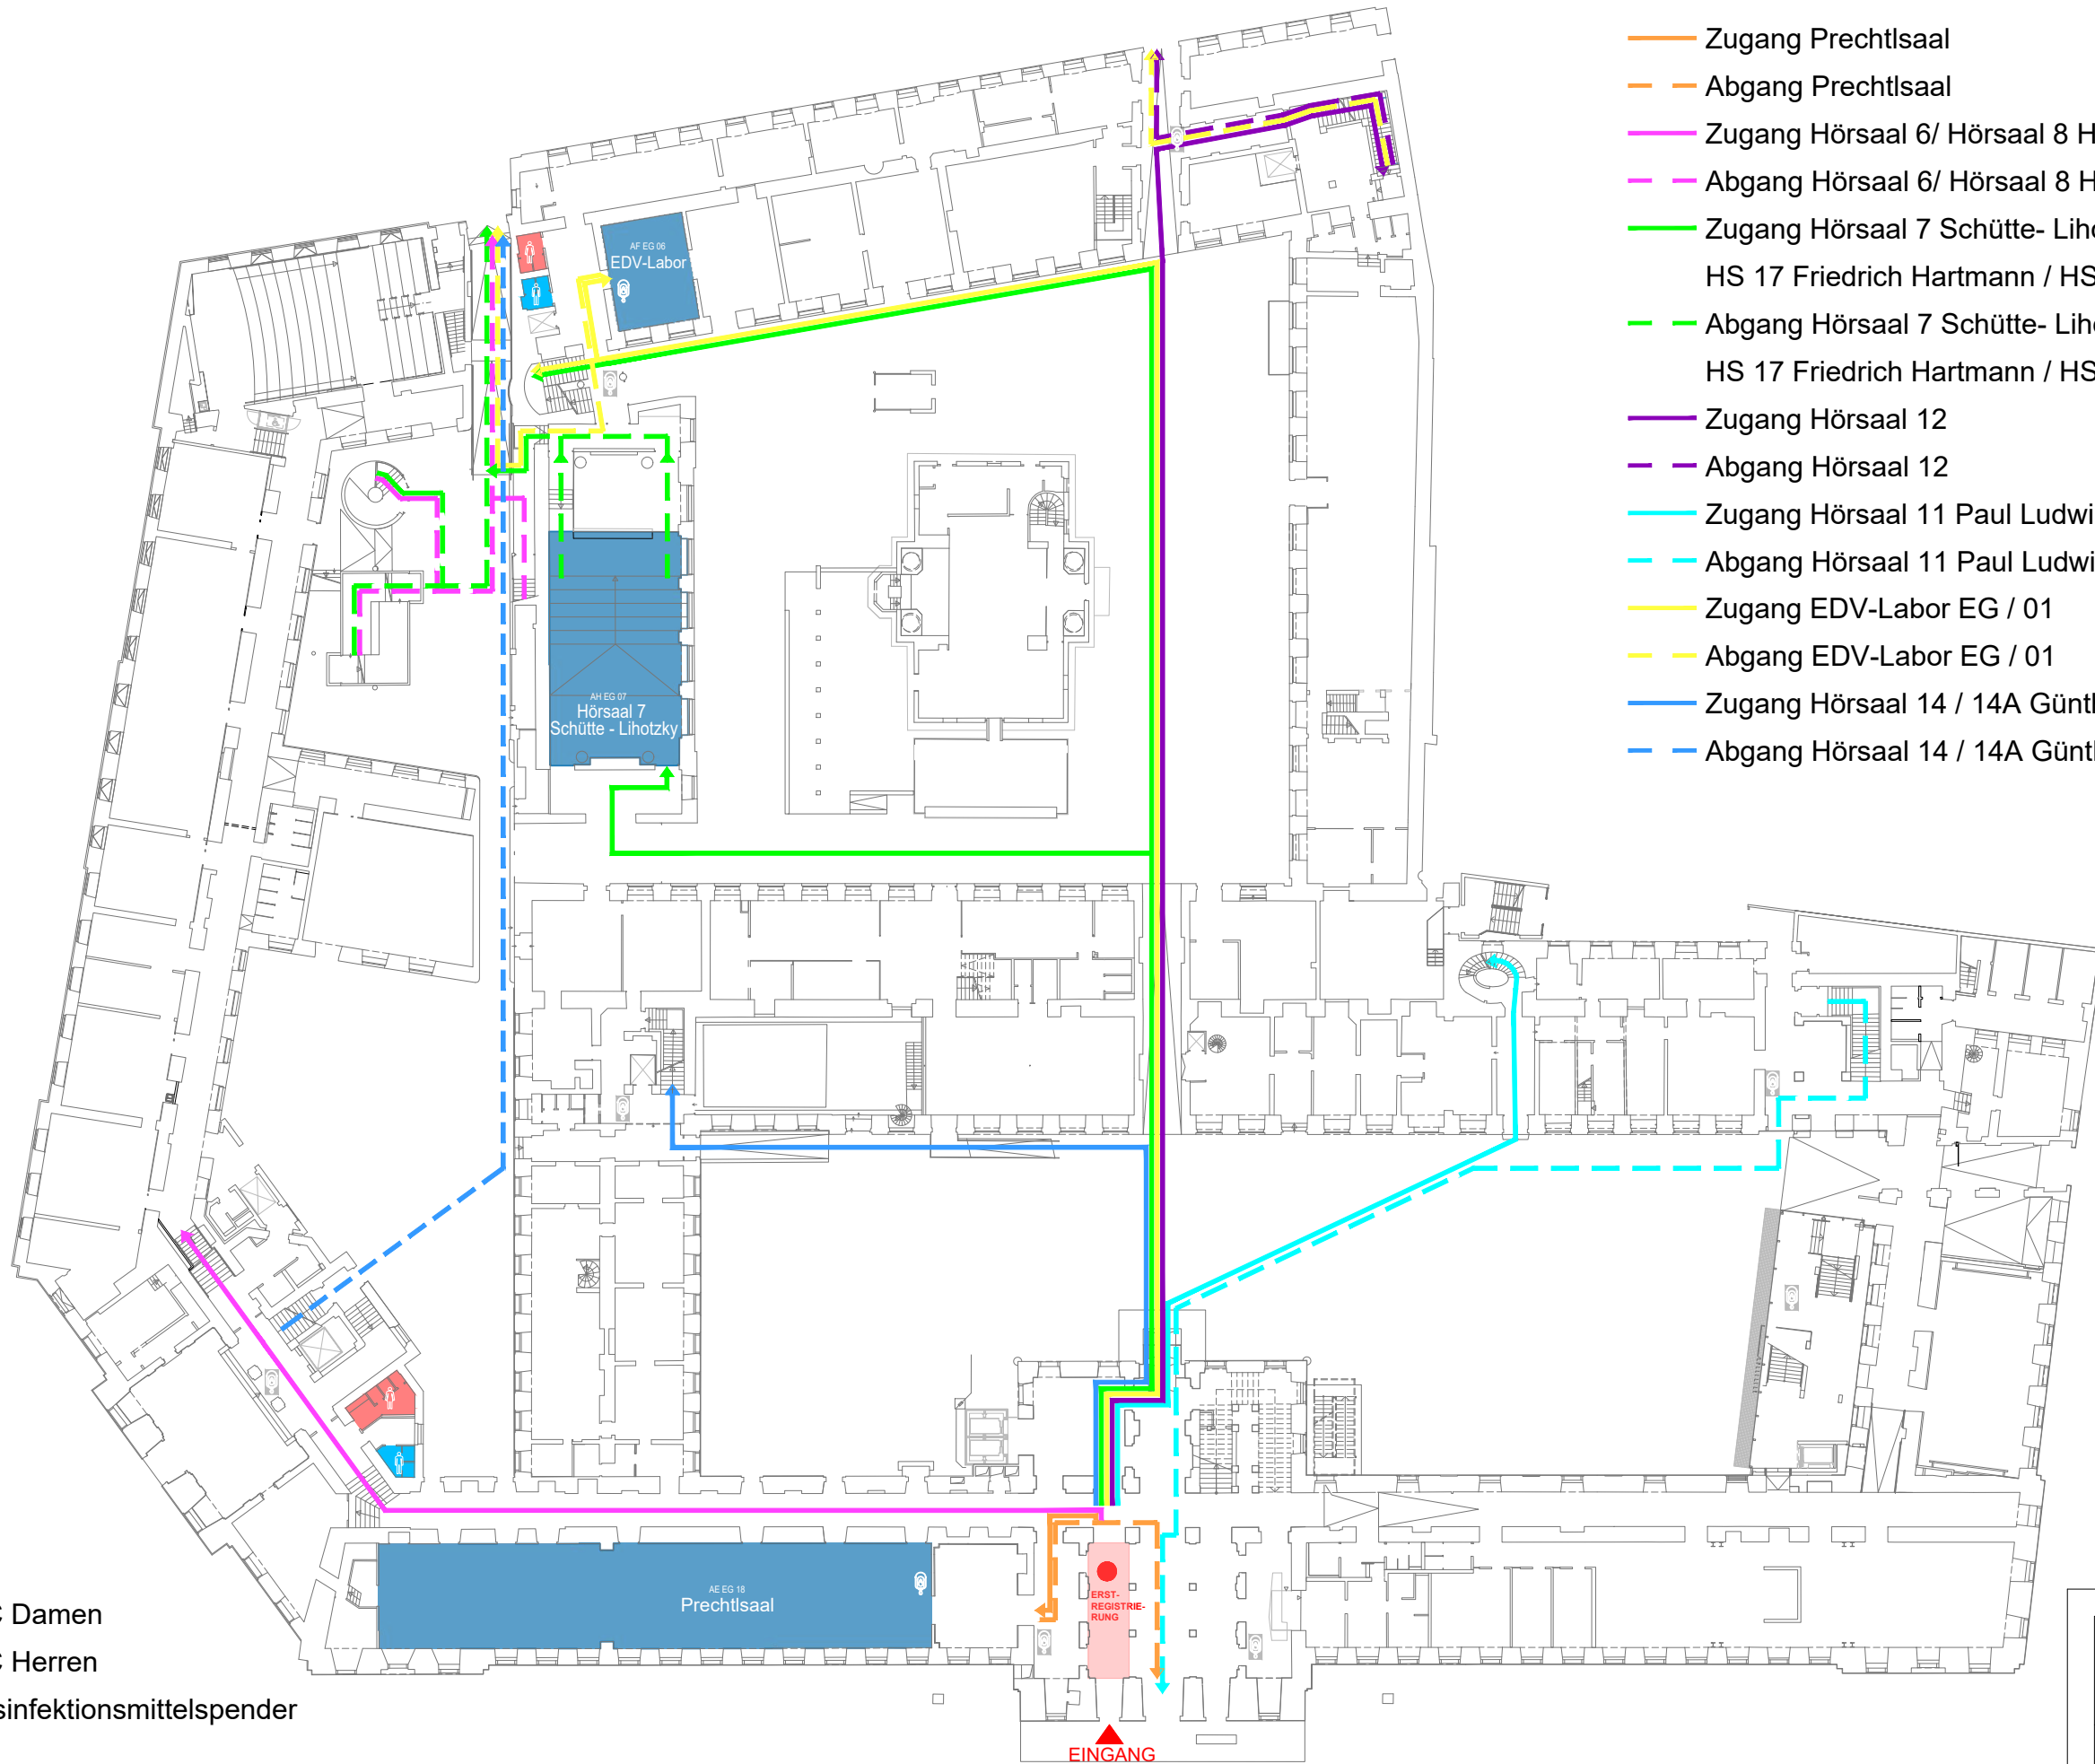 Zugang Prechtlsaal
Abgang Prechtlsaal
Zugang Hörsaal 6/ Hörsaal 8 H
Abgang Hörsaal 6/ Hörsaal 8 H
Zugang Hörsaal 7 Schütte- Liho
HS 17 Friedrich Hartmann / HS
Abgang Hörsaal 7 Schütte- Liho
HS 17 Friedrich Hartmann / HS
Zugang Hörsaal 12
Abgang Hörsaal 12
Zugang Hörsaal 11 Paul Ludwi
Abgang Hörsaal 11 Paul Ludwi
Zugang EDV-Labor EG / 01
Abgang EDV-Labor EG / 01
Zugang Hörsaal 14 / 14A Günth
Abgang Hörsaal 14 / 14A Günth
AF EG 06
EDV-Labor
AH EG 07
Hörsaal 7
Schütte - Lihotzky
AE EG 18
Prechtlsaal
ERST-
REGISTRIE-
RUNG
C Damen
C Herren
sinfektionsmittelspender
EINGANG